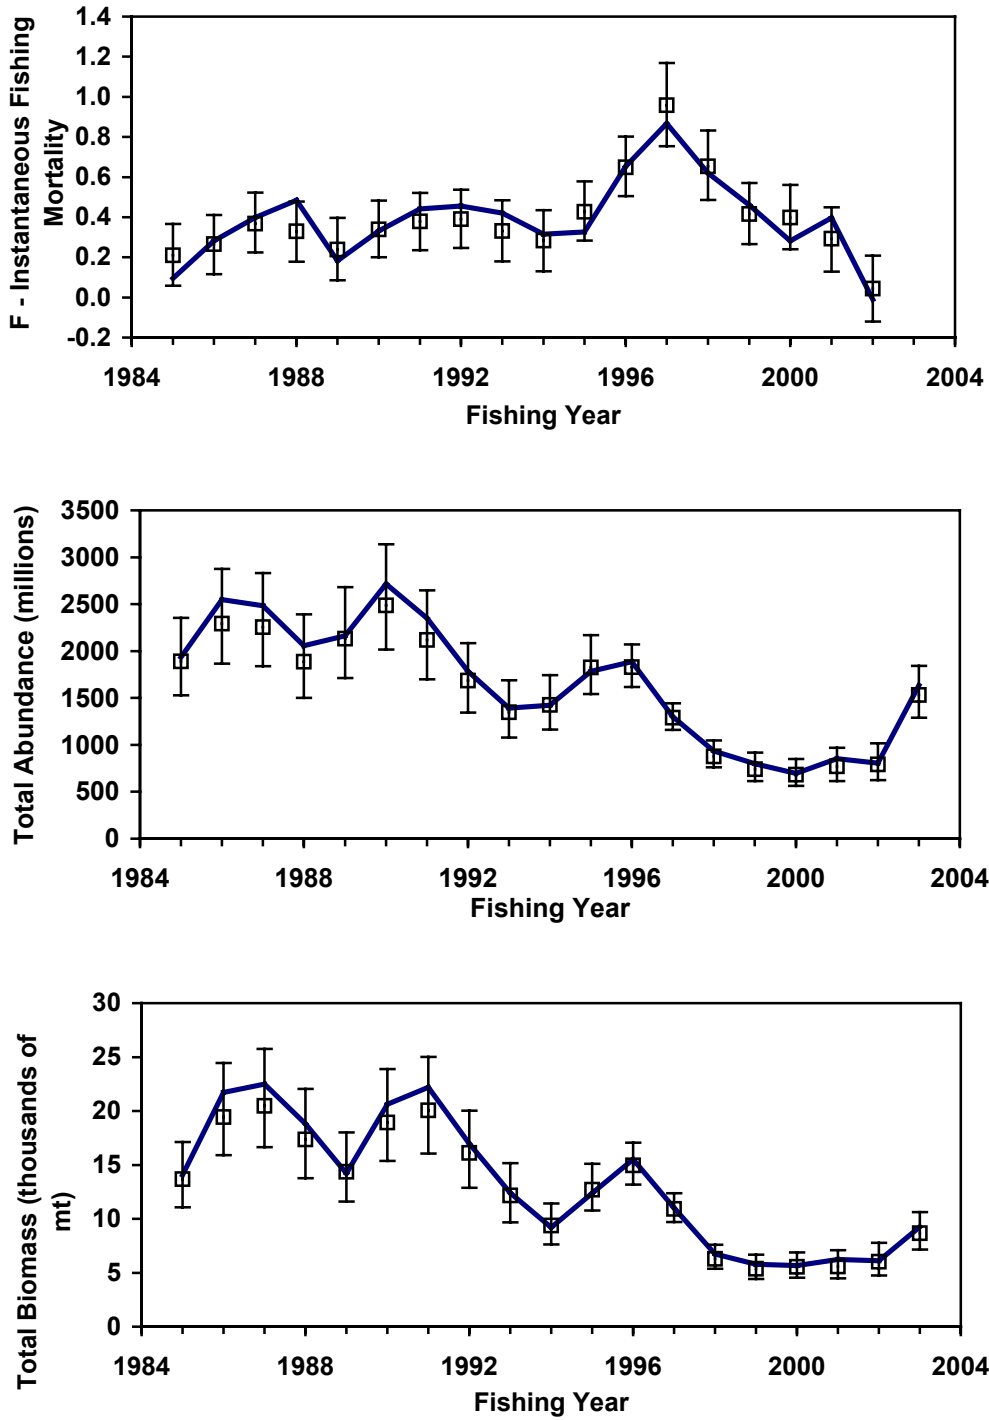 F - Instantaneous Fishing
Mortality
1.4
1.2
1.0
0.8
0.6
0.4
0.2
0.0
-0.2
1984 1988 1992 1996 2000 2004
Fishing Year
Total Abundance (millions)
3500
3000
2500
2000
1500
1000
500
0
1984 1988 1992 1996 2000 2004
Fishing Year
Total Biomass (thousands of
mt)
30
25
20
15
10
5
0
1984 1988 1992 1996 2000 2004
Fishing Year